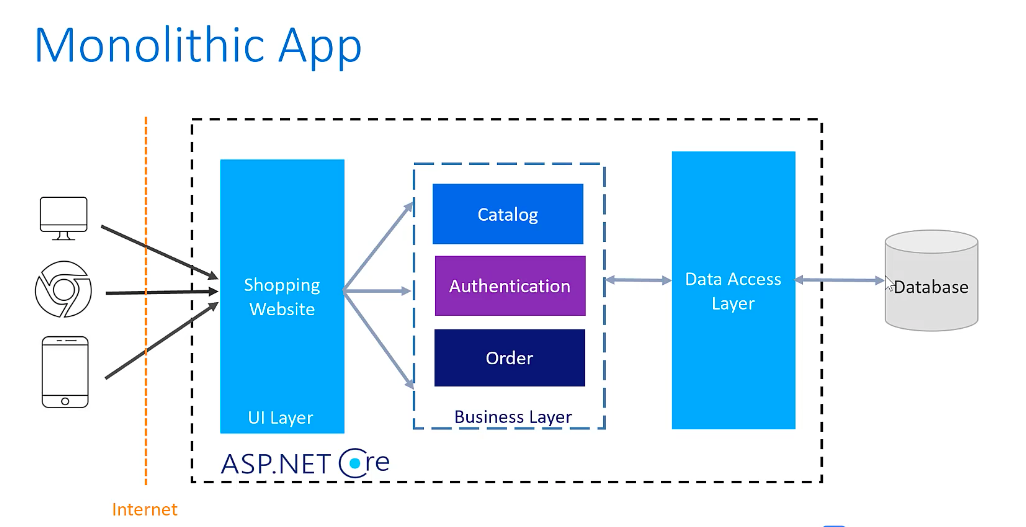 Monolithic App
Shopping
Website
UI Layer
Catalog
Authentication
Order
Business Layer
Data Access
Layer
Database
ASP.NET Core
Internet